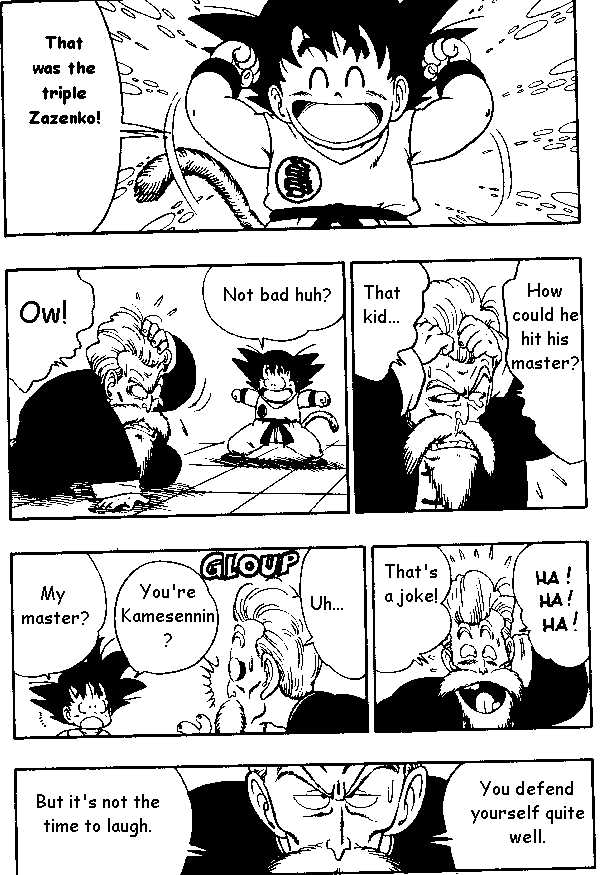 That
was the
triple
Zazenko!
Ow!
Not bad huh?
That
kid...
How
could he
hit his
master?
My
master?
You're
Kamesennin
?
GLOUP
Uh...
That's
a joke!
HA!
HA!
HA!
But it's not the
time to laugh.
You defend
yourself quite
well.